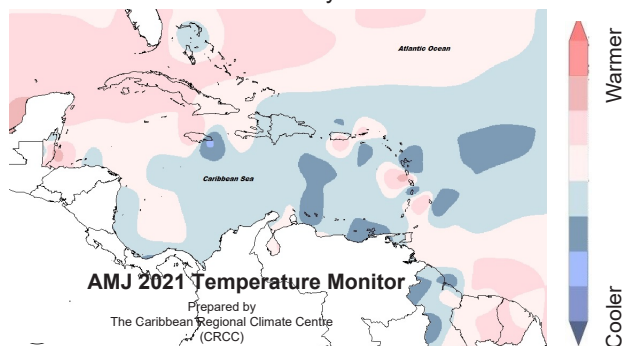 Atlantic Ocean
Caribbean Sea
AMJ 2021 Temperature Monitor
Prepared by
The Caribbean Regional Climate Centre
(CRCC)
Warmer
Cooler